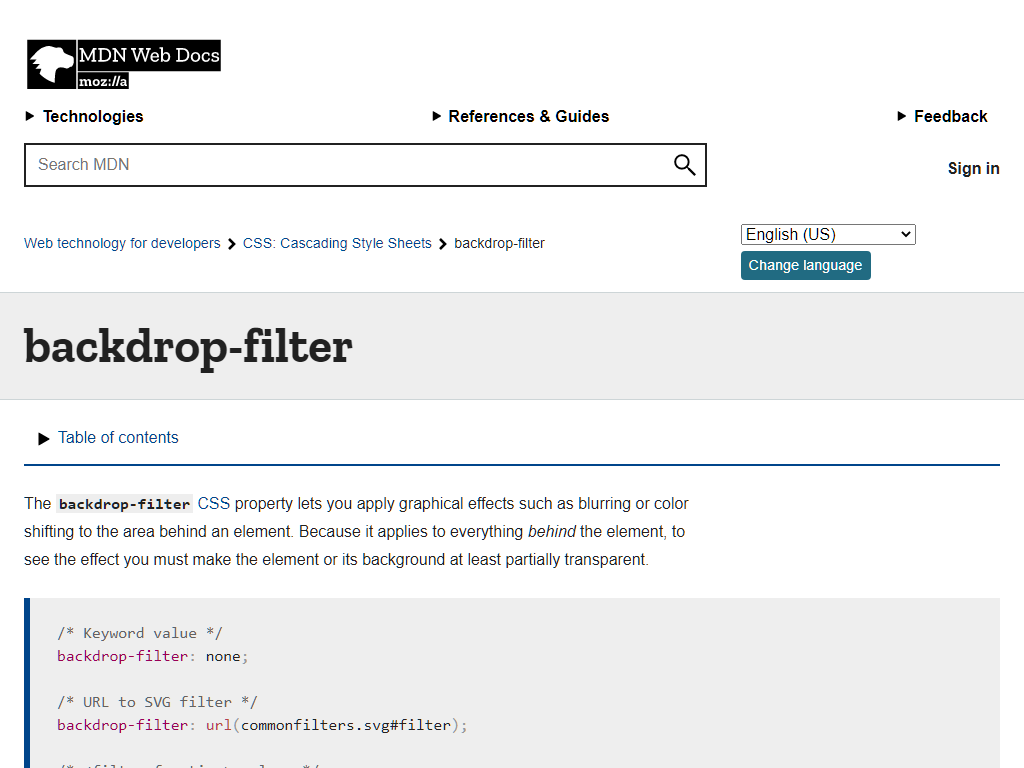 MDN Web Docs
moz://a
Technologies
References & Guides
Feedback
Search MDN
Sign in
Web technology for developers
CSS: Cascading Style Sheets
backdrop-filter
English (US)
Change language
backdrop-filter
Table of contents
The backdrop-filter CSS property lets you apply graphical effects such as blurring or color
shifting to the area behind an element. Because it applies to everything behind the element, to
see the effect you must make the element or its background at least partially transparent.
/* Keyword value */
backdrop-filter: none;
/* URL to SVG filter */
backdrop-filter: url(commonfilters.svg#filter);